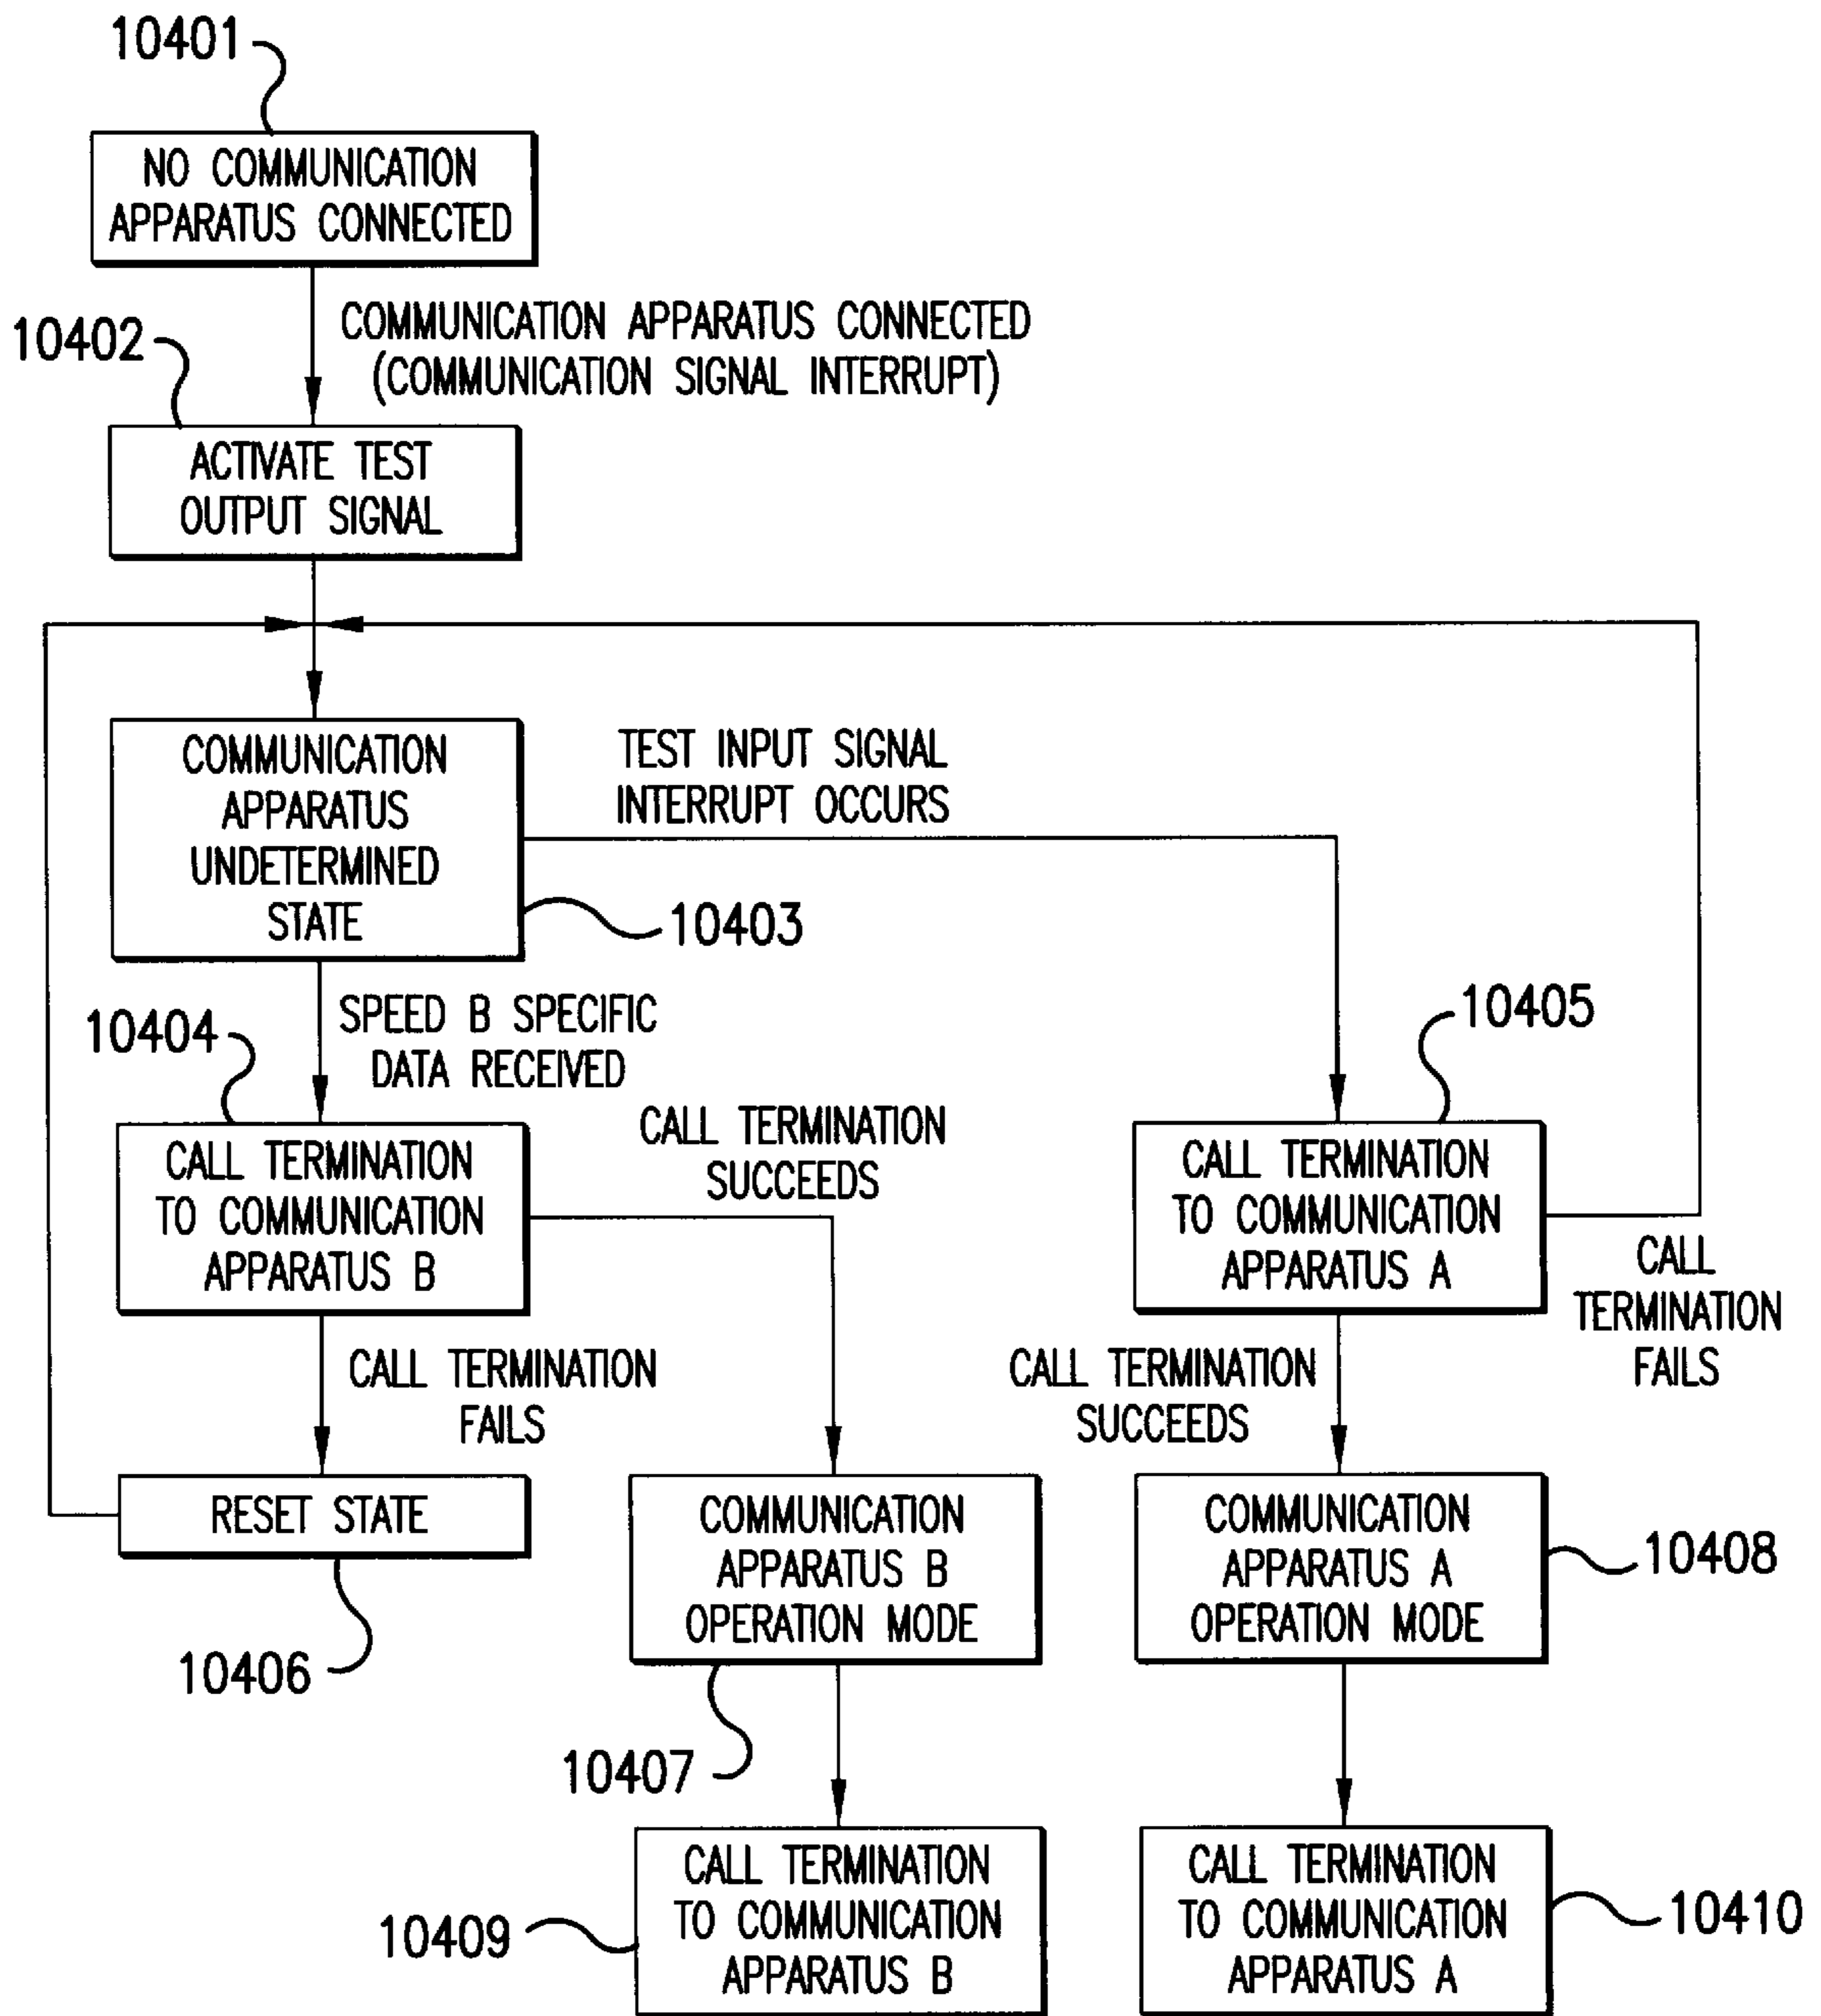 10401
NO COMMUNICATION
APPARATUS CONNECTED
COMMUNICATION APPARATUS CONNECTED
(COMMUNICATION SIGNAL INTERRUPT)
10402
ACTIVATE TEST
OUTPUT SIGNAL
COMMUNICATION
APPARATUS
UNDETERMINED
STATE
TEST INPUT SIGNAL
INTERRUPT OCCURS
10403
SPEED B SPECIFIC
DATA RECEIVED
10404
10405
CALL TERMINATION
TO COMMUNICATION
APPARATUS B
CALL TERMINATION
SUCCEEDS
CALL TERMINATION
TO COMMUNICATION
APPARATUS A
CALL
TERMINATION
FAILS
CALL TERMINATION
FAILS
CALL TERMINATION
SUCCEEDS
RESET STATE
10406
COMMUNICATION
APPARATUS B
OPERATION MODE
10407
COMMUNICATION
APPARATUS A
OPERATION MODE
10408
CALL TERMINATION
TO COMMUNICATION
APPARATUS B
10409
CALL TERMINATION
TO COMMUNICATION
APPARATUS A
10410